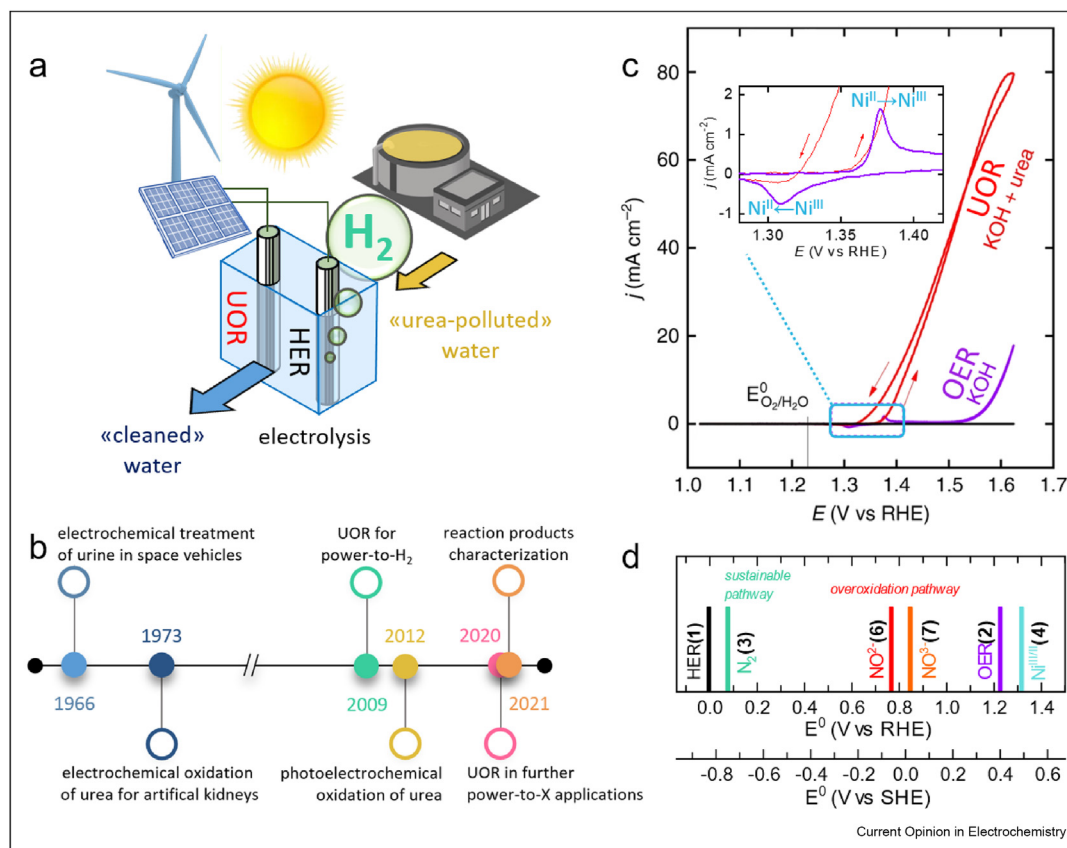 a
H2
UOR
HER
«urea-polluted»
water
«cleaned»
water
electrolysis
b
electrochemical treatment
of urine in space vehicles
UOR for
power-to-H2
reaction products
characterization
1973
2012
2020
//
1966
2009
2021
electrochemical oxidation
of urea for artifical kidneys
photoelectrochemical
oxidation of urea
UOR in further
power-to-X applications
c
80
60
40
20
0
j (mA cm−2)
1.0 1.1 1.2 1.3 1.4 1.5 1.6 1.7
E (V vs RHE)
E0O2/H2O
UOR
KOH + urea
OER
KOH
2
1
0
-1
j (mA cm−2)
NiII→NiIII
NiII←NiIII
1.30 1.35 1.40
E (V vs RHE)
d
sustainable
pathway
overoxidation pathway
HER(1)
N2(3)
NO2-(6)
NO3-(7)
OER(2)
NiIII/II(4)
0.0 0.2 0.4 0.6 0.8 1.0 1.2 1.4
E0 (V vs RHE)
-0.8 -0.6 -0.4 -0.2 0.0 0.2 0.4 0.6
E0 (V vs SHE)
Current Opinion in Electrochemistry